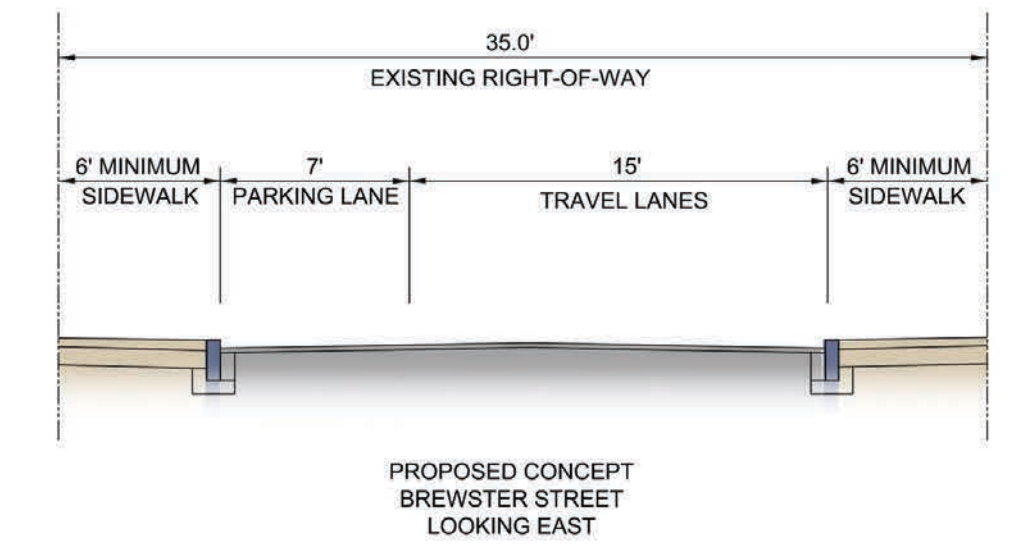 35.0'
EXISTING RIGHT-OF-WAY
6' MINIMUM
SIDEWALK
7'
PARKING LANE
15'
TRAVEL LANES
6' MINIMUM
SIDEWALK
PROPOSED CONCEPT
BREWSTER STREET
LOOKING EAST